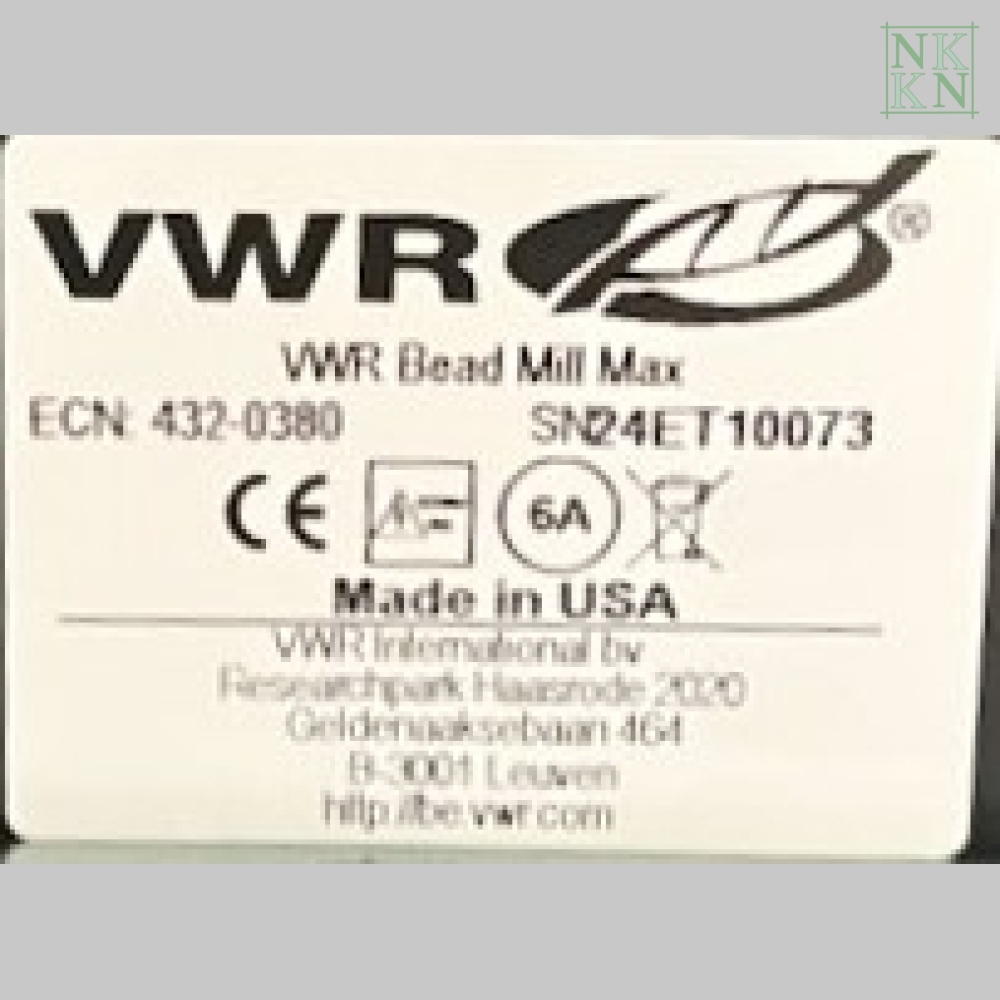 NK
KN
VWR ®
VWR Bead Mill Max
ECN: 432-0380 SN24ET10073
CE 6A
Made in USA
VWR International bv
Researchpark Haasrode 2020
Geldenaaksebaan 464
B-3001 Leuven
http://be.vwr.com